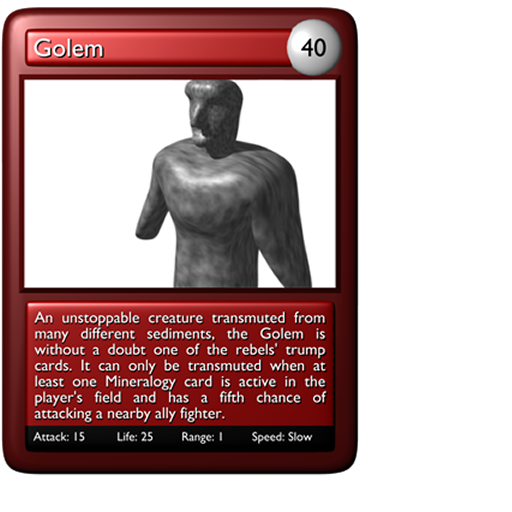 Golem
40
An unstoppable creature transmuted from
many different sediments, the Golem is
without a doubt one of the rebels' trump
cards. It can only be transmuted when at
least one Mineralogy card is active in the
player's field and has a fifth chance of
attacking a nearby ally fighter.
Attack: 15 Life: 25 Range: 1 Speed: Slow